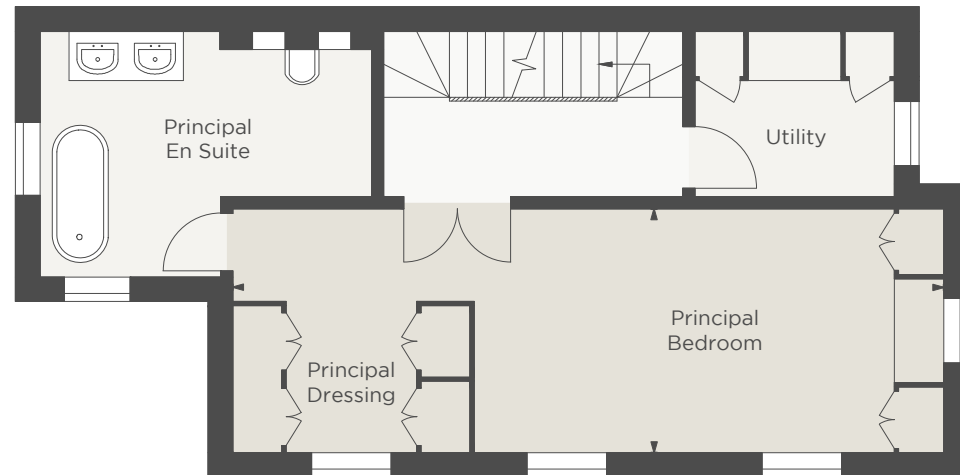 Principal
En Suite
Utility
Principal
Bedroom
Principal
Dressing